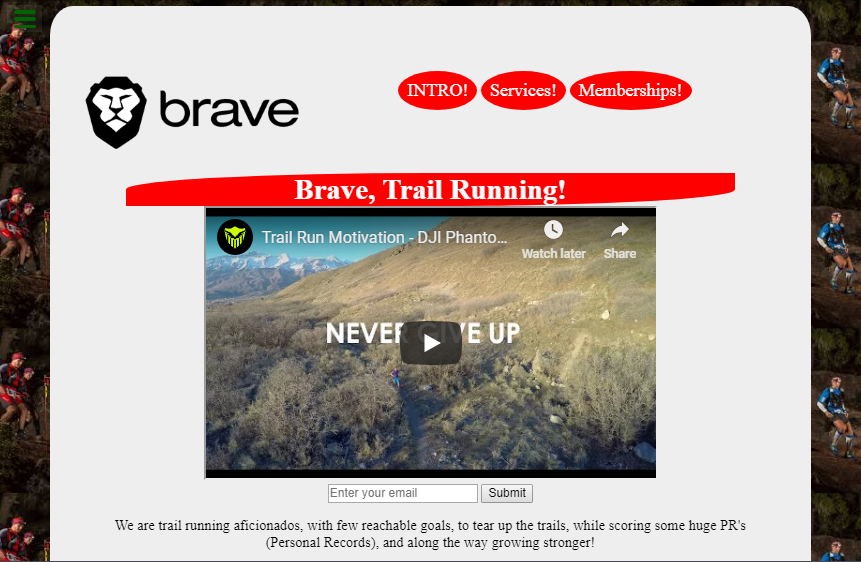 brave
INTRO! Services! Memberships!
Brave, Trail Running!
Trail Run Motivation - DJI Phanto...
Watch later
Share
NEVER GIVE UP
Enter your email Submit
We are trail running aficionados, with few reachable goals, to tear up the trails, while scoring some huge PR's
(Personal Records), and along the way growing stronger!